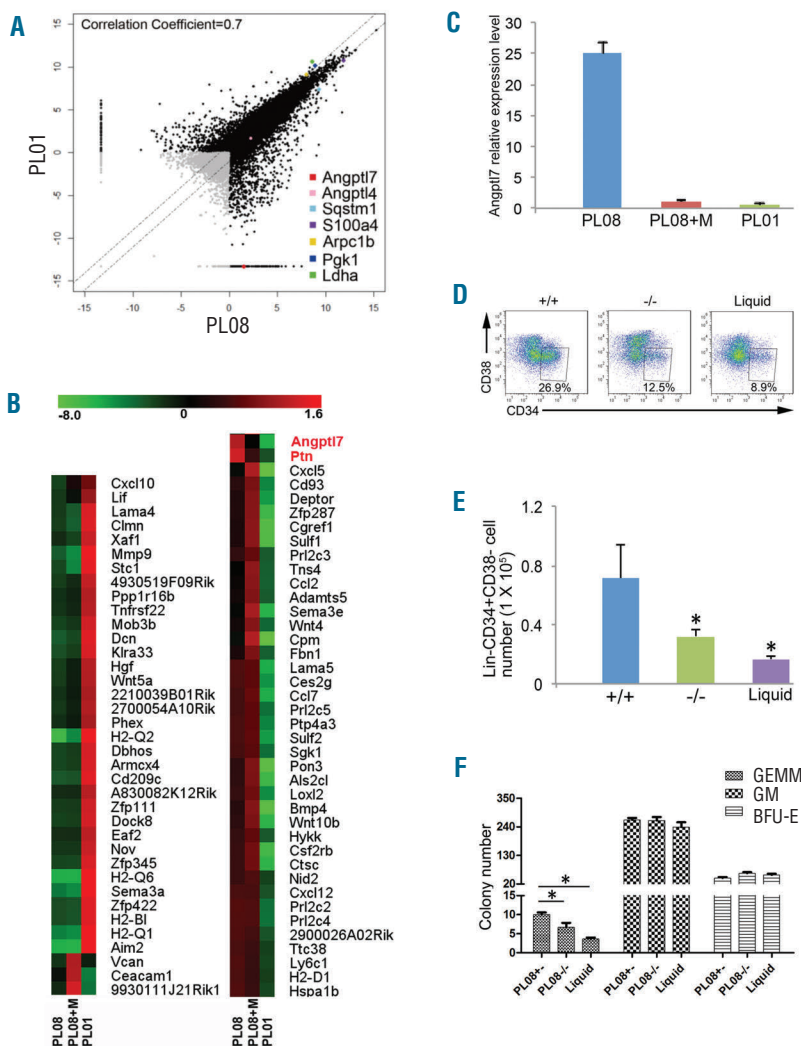 A
Correlation Coefficient=0.7
15
10
5
0
-5
-10
-15
PL01
Angptl7
Angptl4
Sqstm1
S100a4
Arpc1b
Pgk1
Ldha
-15 -10 -5 0 5 10 15
PL08
B
-8.0 0 1.6
Cxcl10
Lif
Lama4
Clmn
Xaf1
Mmp9
Stc1
4930519F09Rik
Ppp1r16b
Tnfrsf22
Mob3b
Dcn
Klra33
Hgf
Wnt5a
2210039B01Rik
2700054A10Rik
Phex
H2-Q2
Dbhos
Armcx4
Cd209c
A830082K12Rik
Zfp111
Dock8
Eaf2
Nov
Zfp345
H2-Q6
Sema3a
Zfp422
H2-Bl
H2-Q1
Aim2
Vcan
Ceacam1
9930111J21Rik1
PL08
PL08+M
PL01
Angptl7
Ptn
Cxcl5
Cd93
Deptor
Zfp287
Cgref1
Sulf1
Prl2c3
Tns4
Ccl2
Adamts5
Sema3e
Wnt4
Cpm
Fbn1
Lama5
Ces2g
Ccl7
Prl2c5
Ptp4a3
Sulf2
Sgk1
Pon3
Als2cl
Loxl2
Bmp4
Wnt10b
Hykk
Csf2rb
Ctsc
Nid2
Cxcl12
Prl2c2
Prl2c4
2900026A02Rik
Ttc38
Ly6c1
H2-D1
Hspa1b
PL08
PL08+M
PL01
C
Angptl7 relative expression level
30
25
20
15
10
5
0
PL08 PL08+M PL01
D
+/+ -/- Liquid
CD38
26.9% 12.5% 8.9%
CD34
E
Lin-CD34+CD38- cell
number (1 X 10⁵)
1.2
0.8
0.4
0
* *
+/+ -/- Liquid
F
GEMM
GM
BFU-E
Colony number
350
240
130
20
15
10
5
0
*
*
PL08+- PL08-/- Liquid PL08+- PL08-/- Liquid PL08+- PL08-/- Liquid